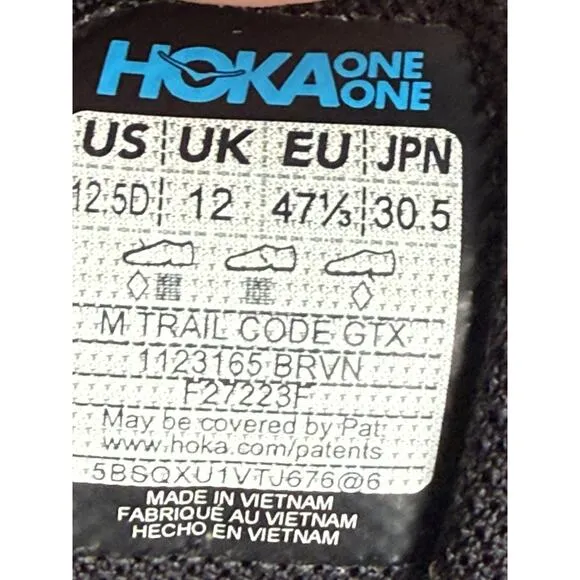 HOKA ONE ONE
US UK EU JPN
12.5D 12 47⅓ 30.5
M TRAIL CODE GTX
1123165 BRVN
F27223F
May be covered by Pat:
www.hoka.com/patents
5BSQXU1VTJ676@6
MADE IN VIETNAM
FABRIQUÉ AU VIETNAM
HECHO EN VIETNAM